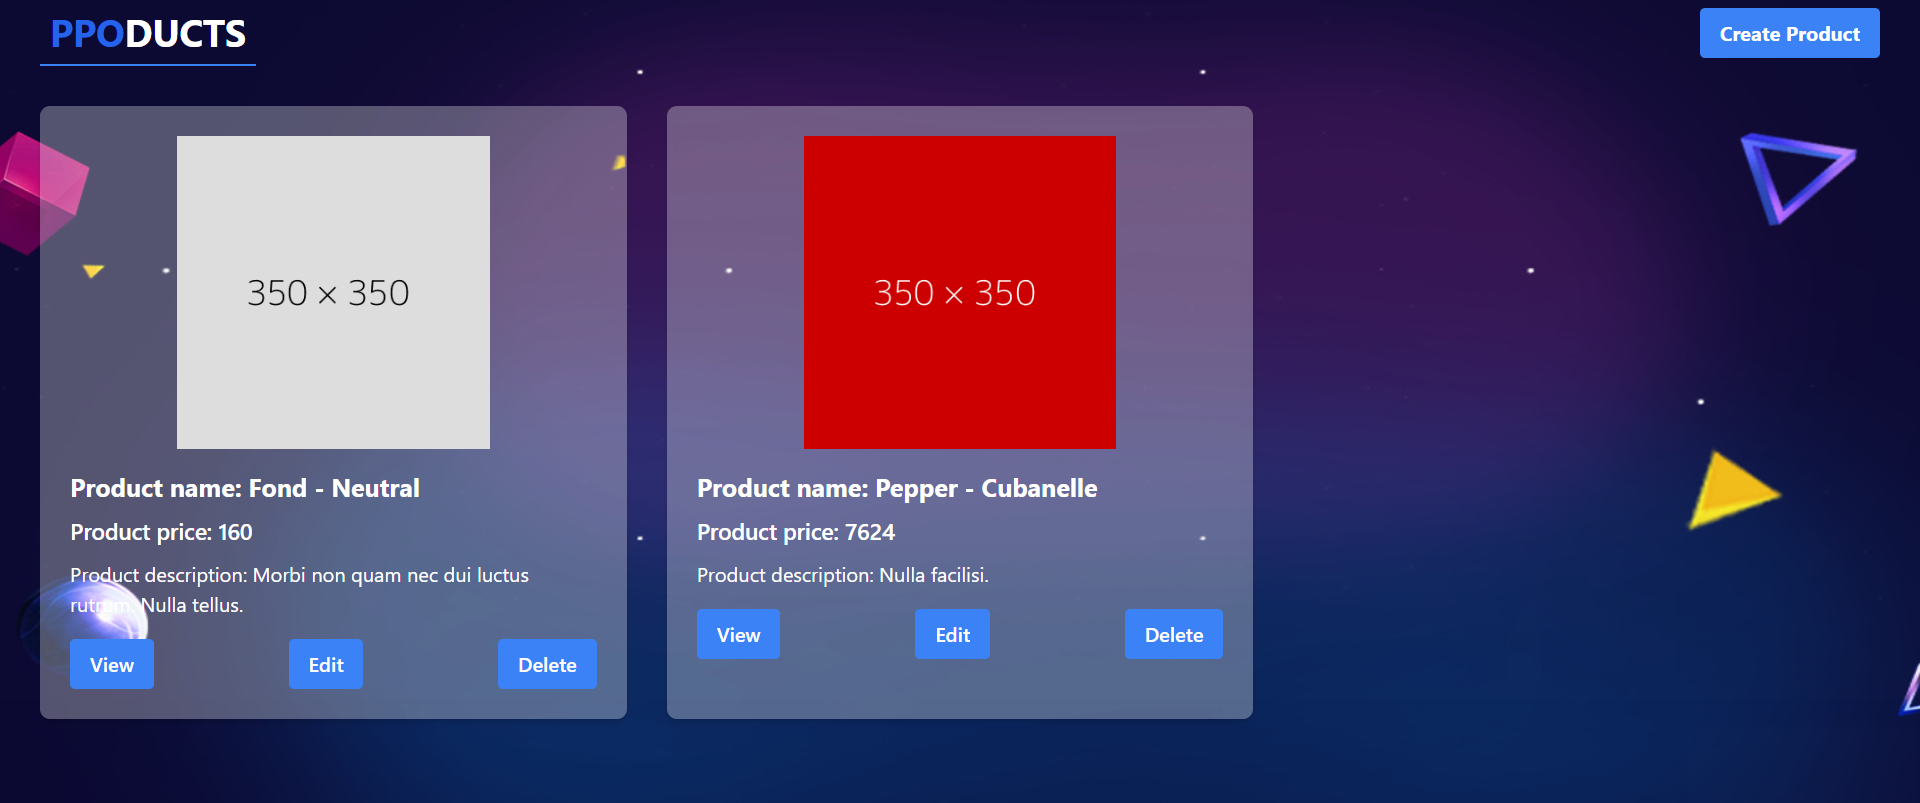 PPODUCTS
Create Product
350 × 350
Product name: Fond - Neutral
Product price: 160
Product description: Morbi non quam nec dui luctus
rutrum. Nulla tellus.
View Edit Delete
350 × 350
Product name: Pepper - Cubanelle
Product price: 7624
Product description: Nulla facilisi.
View Edit Delete